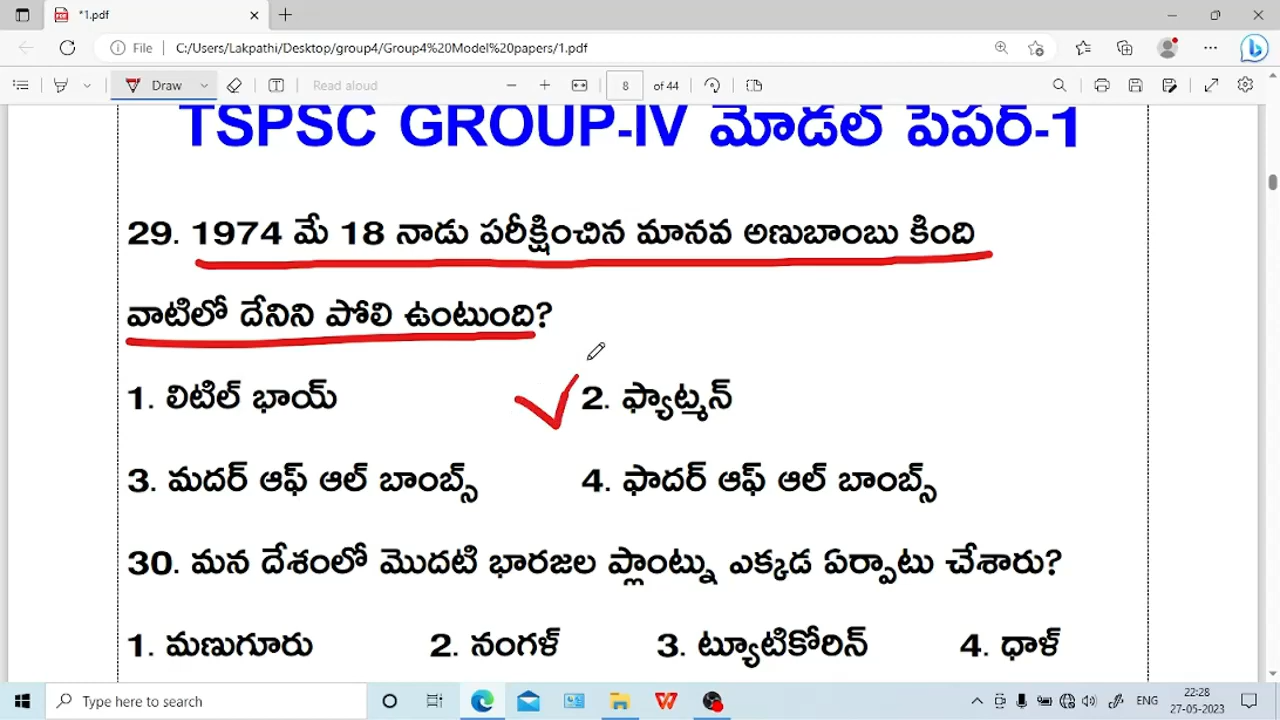 *1.pdf
File
C:/Users/Lakpathi/Desktop/group4/Group4%20Model%20papers/1.pdf
Draw
Read aloud
8 of 44
TSPSC GROUP-IV మోడల్ పేపర్-1
29. 1974 మే 18 నాడు పరీక్షించిన మానవ అణుబాంబు కింది
వాటిలో దేనిని పోలి ఉంటుంది?
1. లిటిల్ భాయ్ 2. ఫ్యాట్మన్
3. మదర్ ఆఫ్ ఆల్ బాంబ్స్ 4. ఫాదర్ ఆఫ్ ఆల్ బాంబ్స్
30. మన దేశంలో మొదటి భారజల ప్లాంట్ను ఎక్కడ ఏర్పాటు చేశారు?
1. మణుగూరు 2. నంగళ్ 3. ట్యూటికోరిన్ 4. ధాళ్
Type here to search
ENG
22:28
27-05-2023